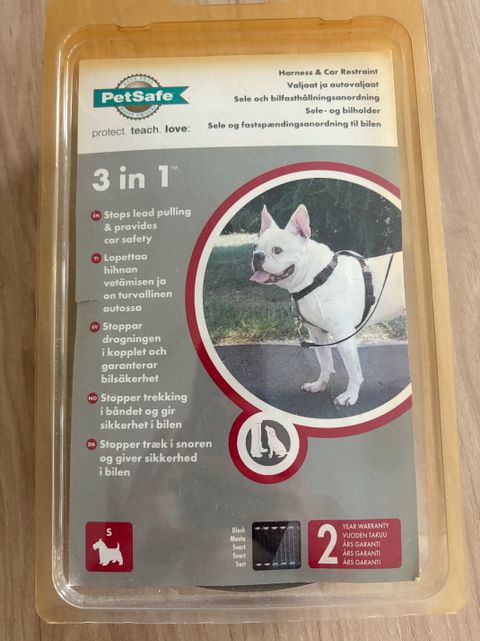 PetSafe
protect. teach. love:
Harness & Car Restraint
Valjaat ja autovaljaat
Sele och bilfasthållningsanordning
Sele- og bilholder
Sele og fastspændingsanordning til bilen
3 in 1™
EN Stops lead pulling
& provides
car safety
FI Lopettaa
hihnan
vetämisen ja
on turvallinen
autossa
SV Stoppar
dragningen
i kopplet och
garanterar
bilsäkerhet
NO Stopper trekking
i båndet og gir
sikkerhet i bilen
DA Stopper træk i snoren
og giver sikkerhed
i bilen
S
Black
Musta
Svart
Svart
Sort
2
YEAR WARRANTY
VUODEN TAKUU
ÅRS GARANTI
ÅRS GARANTI
ÅRS GARANTI